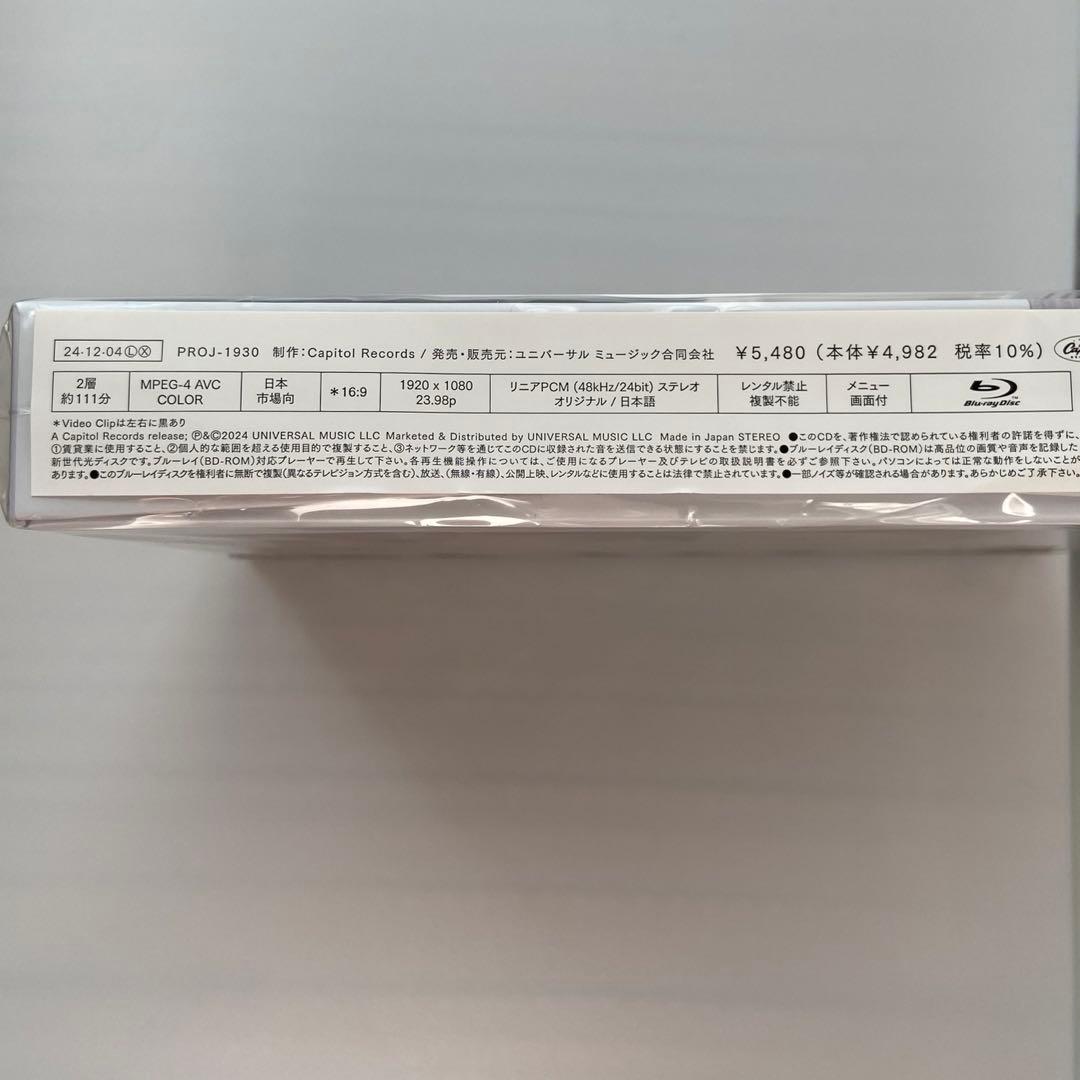 24·12·04ⓁⓍ PROJ-1930 制作:Capitol Records / 発売・販売元:ユニバーサル ミュージック合同会社 ¥5,480(本体¥4,982 税率10%)
2層 約111分 MPEG-4 AVC COLOR 日本市場向 *16:9 1920 x 1080 23.98p リニアPCM (48kHz/24bit) ステレオ オリジナル / 日本語 レンタル禁止 複製不能 メニュー画面付 Blu-ray Disc
*Video Clipは左右に黒あり
A Capitol Records release; Ⓟ&©2024 UNIVERSAL MUSIC LLC Marketed & Distributed by UNIVERSAL MUSIC LLC Made in Japan STEREO ●このCDを、著作権法で認められている権利者の許諾を得ずに、
①賃貸業に使用すること、②個人的な範囲を超える使用目的で複製すること、③ネットワーク等を通じてこのCDに収録された音を送信できる状態にすることを禁じます。●ブルーレイディスク(BD-ROM)は高品位の画質や音声を記録した
新世代光ディスクです。ブルーレイ(BD-ROM)対応プレーヤーで再生して下さい。各再生機能操作については、ご使用になるプレーヤー及びテレビの取扱説明書を必ずご参照下さい。パソコンによっては正常な動作をしないことが
あります。●このブルーレイディスクを権利者に無断で複製(異なるテレビジョン方式を含む)、放送、(無線・有線)、公開上映、レンタルなどに使用することは法律で禁止されています。●一部ノイズ等が確認される場合があります。あらかじめご了承下さい。